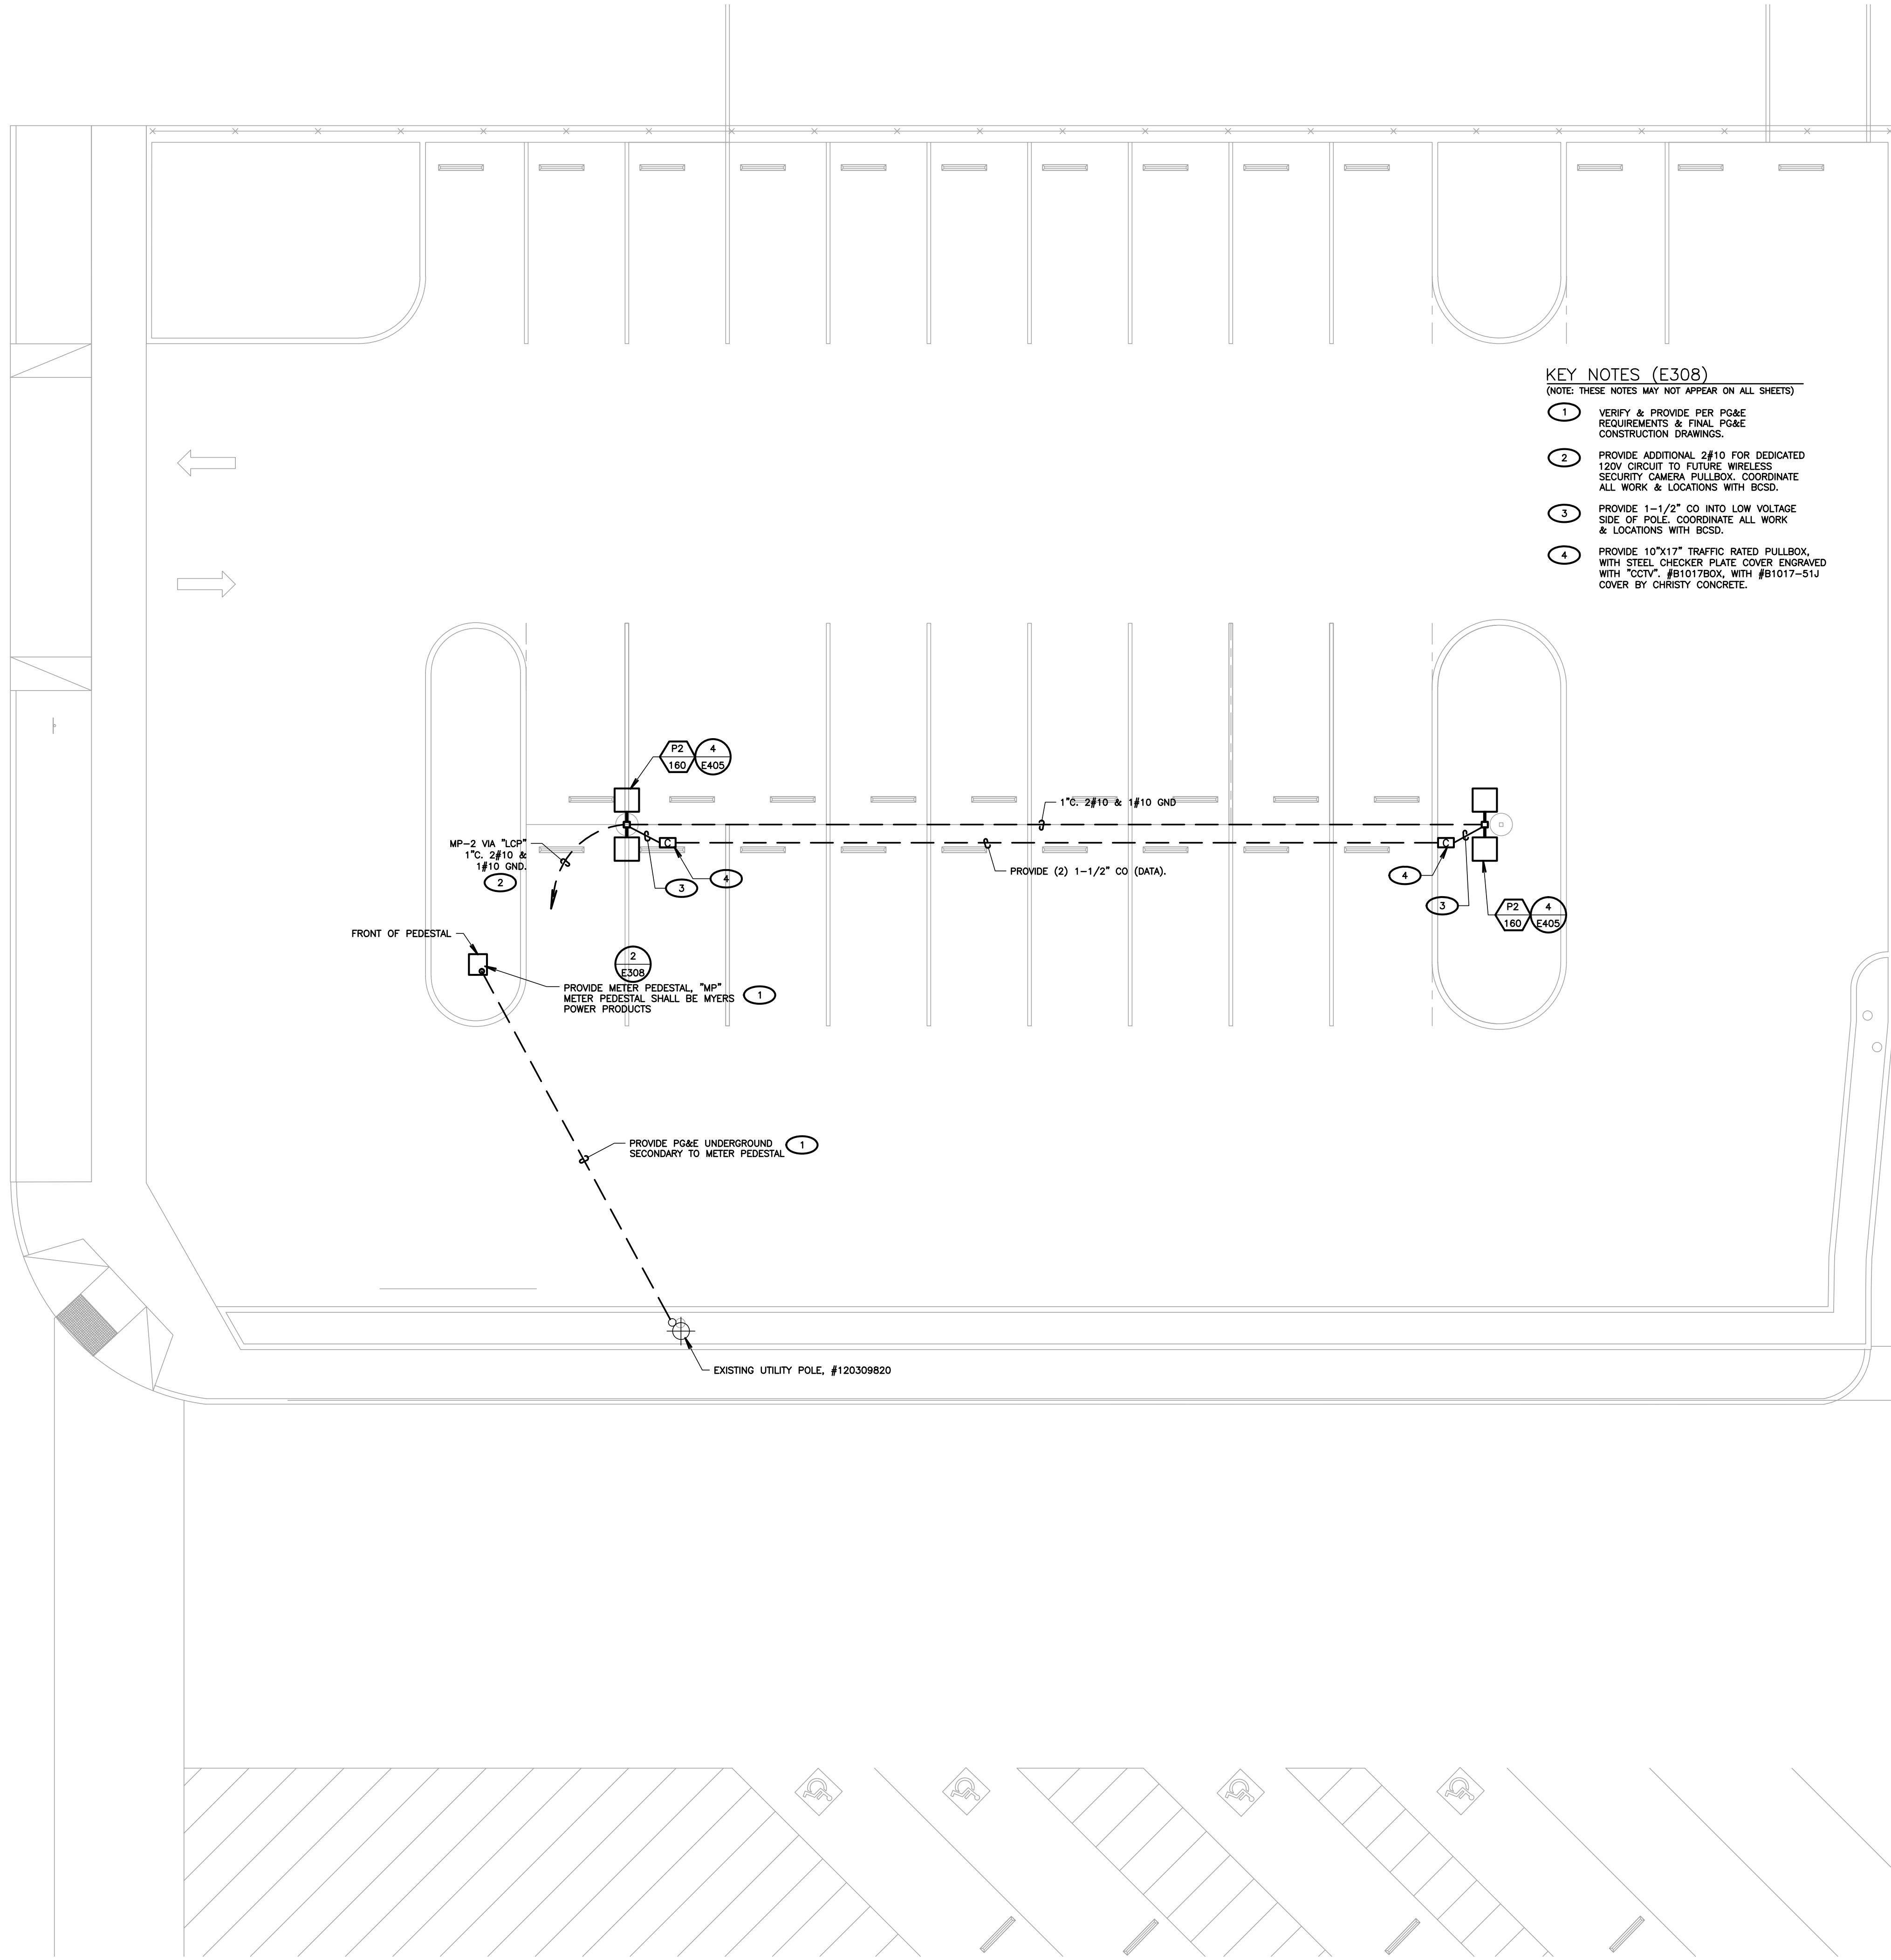 KEY NOTES (E308)
(NOTE: THESE NOTES MAY NOT APPEAR ON ALL SHEETS)
1 VERIFY & PROVIDE PER PG&E
REQUIREMENTS & FINAL PG&E
CONSTRUCTION DRAWINGS.
2 PROVIDE ADDITIONAL 2#10 FOR DEDICATED
120V CIRCUIT TO FUTURE WIRELESS
SECURITY CAMERA PULLBOX. COORDINATE
ALL WORK & LOCATIONS WITH BCSD.
3 PROVIDE 1-1/2" CO INTO LOW VOLTAGE
SIDE OF POLE. COORDINATE ALL WORK
& LOCATIONS WITH BCSD.
4 PROVIDE 10"X17" TRAFFIC RATED PULLBOX,
WITH STEEL CHECKER PLATE COVER ENGRAVED
WITH "CCTV". #B1017BOX, WITH #B1017-51J
COVER BY CHRISTY CONCRETE.
P2 4
160 E405
1"C. 2#10 & 1#10 GND
MP-2 VIA "LCP"
1"C. 2#10 &
1#10 GND.
2
C
3
4
PROVIDE (2) 1-1/2" CO (DATA).
C
4
3
P2 4
160 E405
FRONT OF PEDESTAL
2
E308
PROVIDE METER PEDESTAL, "MP"
METER PEDESTAL SHALL BE MYERS 1
POWER PRODUCTS
PROVIDE PG&E UNDERGROUND 1
SECONDARY TO METER PEDESTAL
EXISTING UTILITY POLE, #120309820